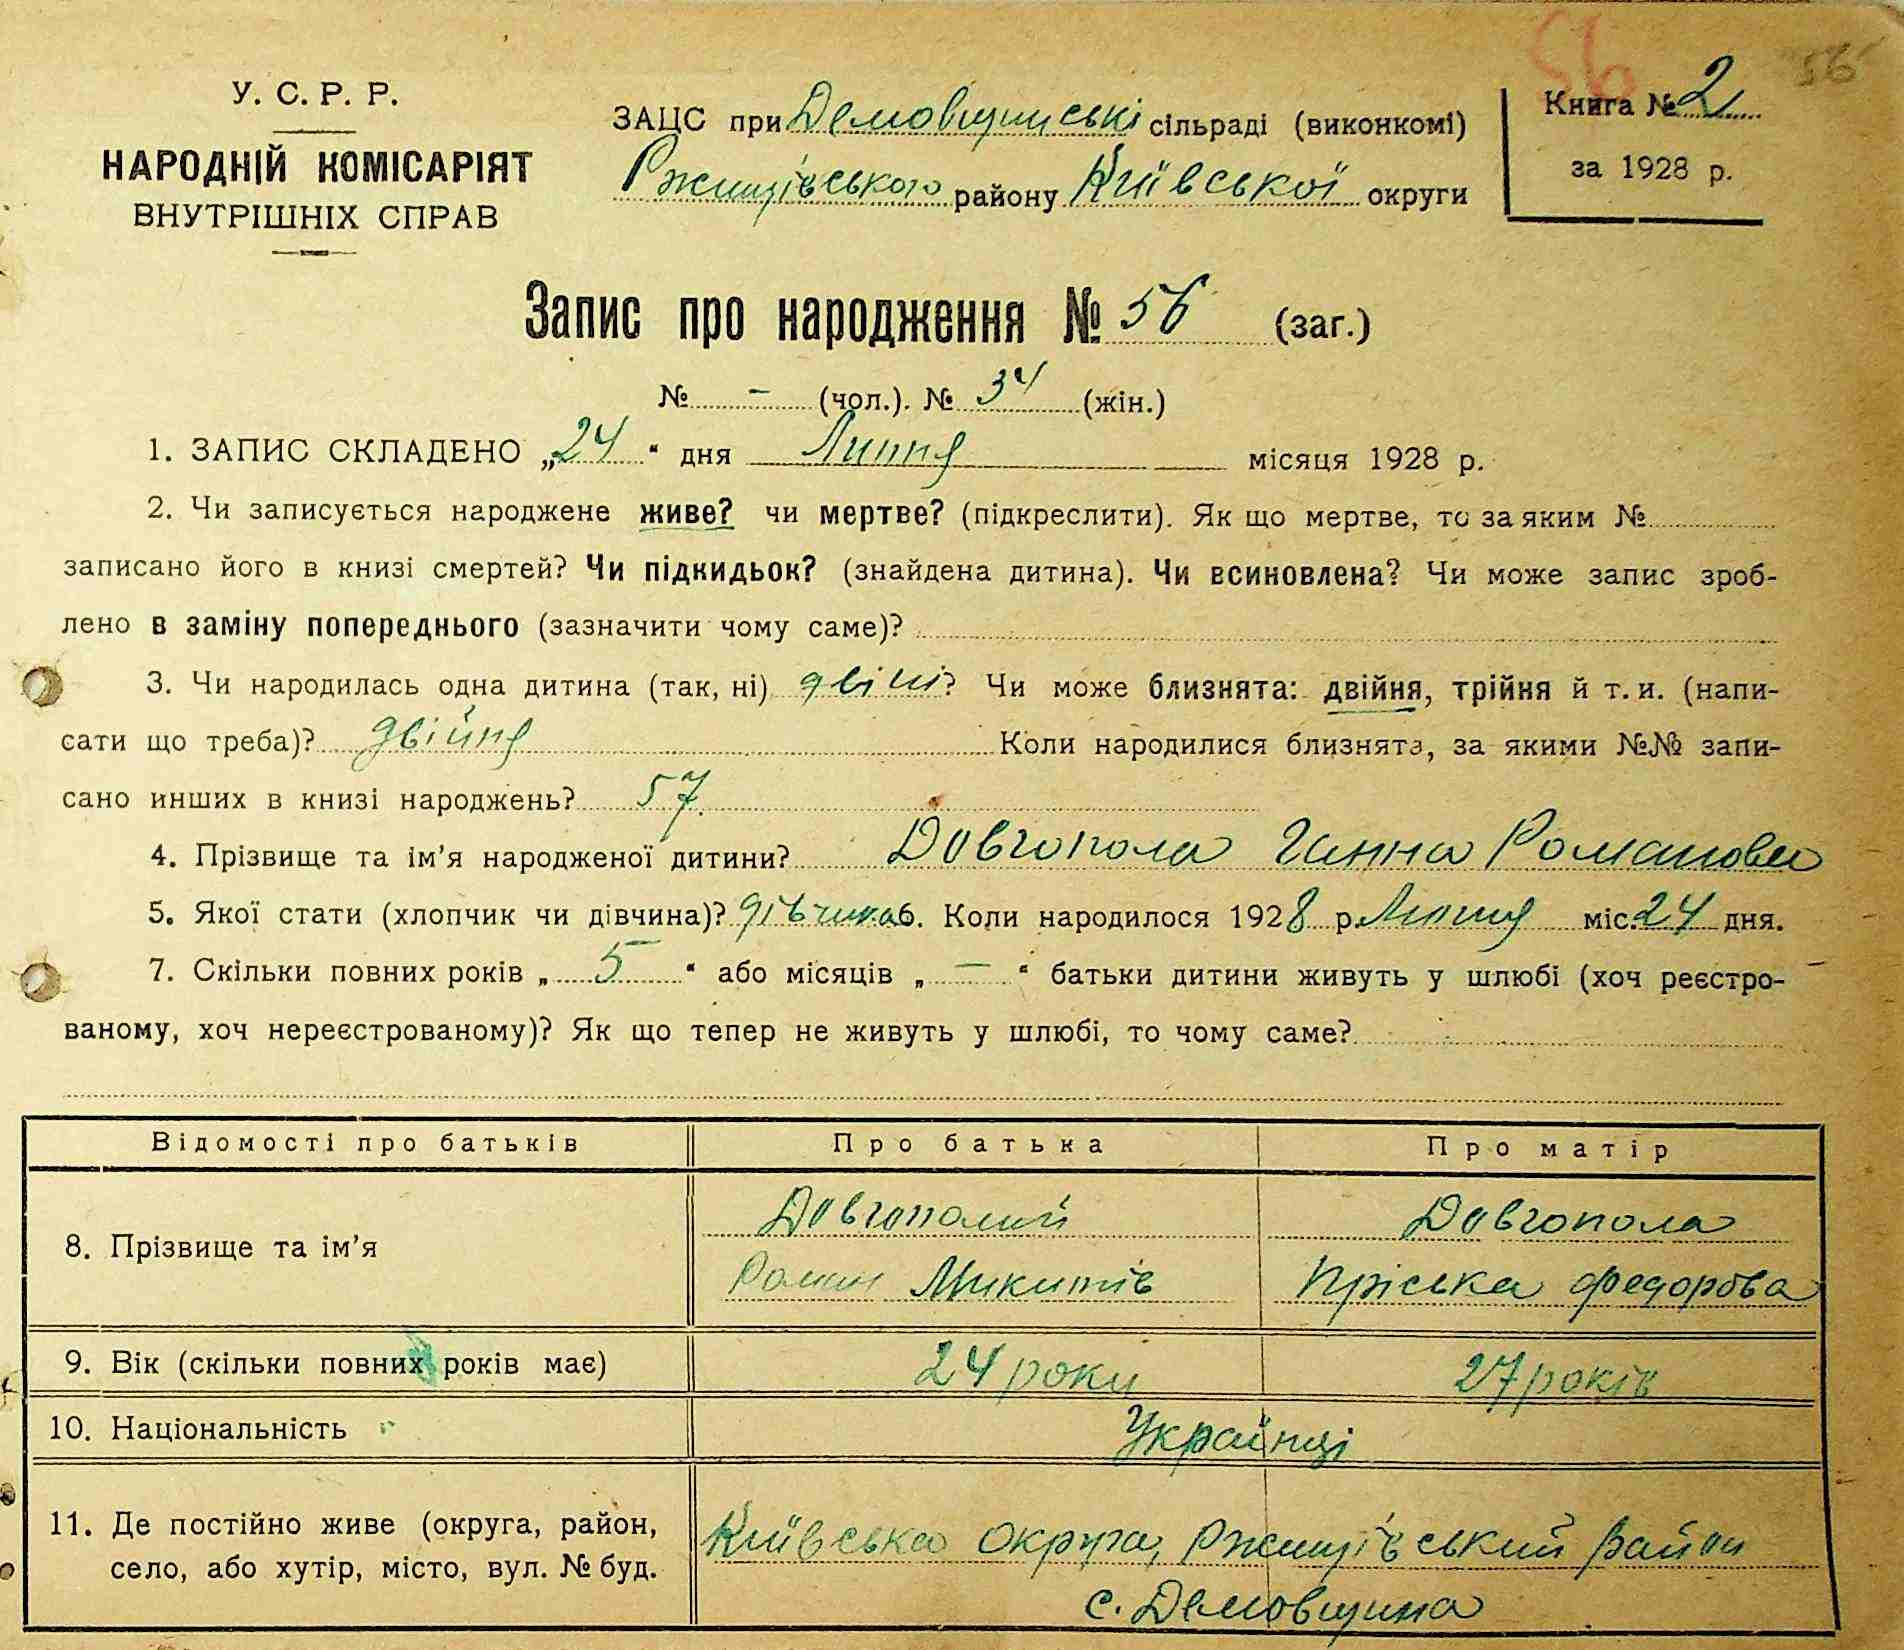 56
56
У. С. Р. Р.
НАРОДНІЙ КОМІСАРІЯТ
ВНУТРІШНІХ СПРАВ
ЗАЦС при Демовщинські сільраді (виконкомі)
Ржищівського району Київської округи
Книга № 2
за 1928 р.
Запис про народження № 56 (заг.)
№ – (чол.). № 34 (жін.)
1. ЗАПИС СКЛАДЕНО „24“ дня Липня місяця 1928 р.
2. Чи записується народжене живе? чи мертве? (підкреслити). Як що мертве, то за яким №
записано його в книзі смертей? Чи підкидьок? (знайдена дитина). Чи всиновлена? Чи може запис зроб-
лено в заміну попереднього (зазначити чому саме)?
3. Чи народилась одна дитина (так, ні) двіні? Чи може близнята: двійня, трійня й т. и. (напи-
сати що треба)? двійня Коли народилися близнята, за якими №№ запи-
сано инших в книзі народжень? 57.
4. Прізвище та ім’я народженої дитини? Довгопола Ганна Романовна
5. Якої стати (хлопчик чи дівчина)? дівчина 6. Коли народилося 1928 р. Липня міс. 24 дня.
7. Скільки повних років „ 5 “ або місяців „ – “ батьки дитини живуть у шлюбі (хоч реєстро-
ваному, хоч нереєстрованому)? Як що тепер не живуть у шлюбі, то чому саме?
Відомості про батьків Про батька Про матір
8. Прізвище та ім’я
Довгополий Довгопола
Роман Микитів Пріська Федорова
9. Вік (скільки повних років має) 24 роки 27 років
10. Національність Українці
11. Де постійно живе (округа, район,
село, або хутір, місто, вул. № буд.
Київська округа, Ржищівський район
с. Демовщина